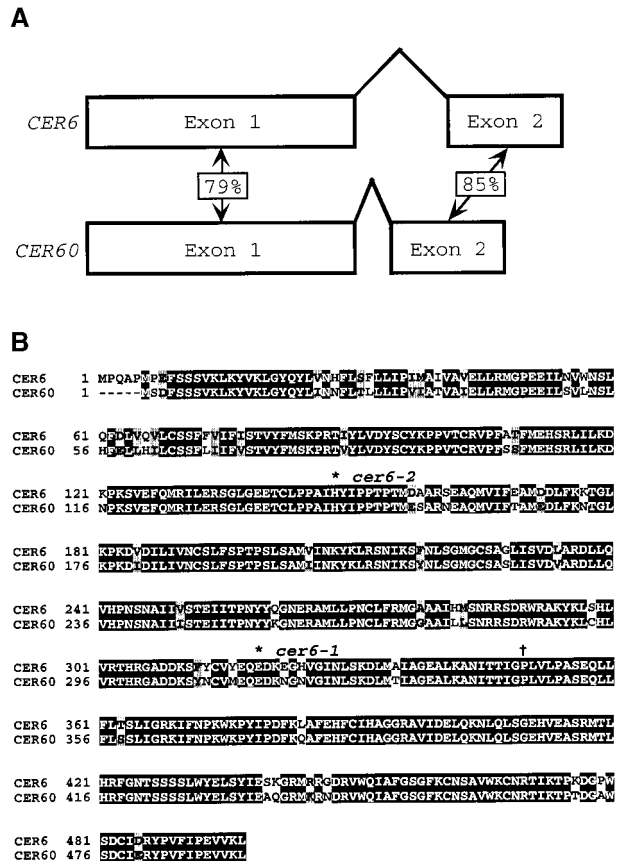 A
CER6 Exon 1 Exon 2
79% 85%
CER60 Exon 1 Exon 2
B
CER6 1 MPQAPMPEFSSSVKLKYVKLGYQYLVNHFLSFLLIPIMAIVAVELLRMGPEEILNVWNSL
CER60 1 -----MSDFSSSVKLKYVKLGYQYLINNFLTLLLIPVIATVAIELLRMGPEEILSVLNSL
CER6 61 QFDLVQVLCSSFFVIFISTVYFMSKPRTIYLVDYSCYKPPVTCRVPFATFMEHSRLILKD
CER60 56 HFELLHILCSSFLIIFVSTVYFMSKPRTVYLVDYSCYKPPVTCRVPFSSFMEHSRLILKD
* cer6-2
CER6 121 KPKSVEFQMRILERSGLGEETCLPPAIHYIPPTPTMDAARSEAQMVIFEAMDDLFKKTGL
CER60 116 NPKSVEFQMRILERSGLGEETCLPPAIHYIPPTPTMESARNEAQMVIFTAMEDLFKNTGL
CER6 181 KPKDVDILIVNCSLFSPTPSLSAMVINKYKLRSNIKSFNLSGMGCSAGLISVDLARDLLQ
CER60 176 KPKDIDILIVNCSLFSPTPSLSAMIINKYKLRSNIKSYNLSGMGCSASLISVDVARDLLQ
CER6 241 VHPNSNAIIVSTEIITPNYYQGNERAMLLPNCLFRMGAAAIHMSNRRSDRWRAKYKLSHL
CER60 236 VHPNSNAIIISTEIITPNYYKGNERAMLLPNCLFRMGGAAILLSNRRSDRWRAKYKLCHL
* cer6-1 †
CER6 301 VRTHRGADDKSFYCVYEQEDKEGHVGINLSKDLMAIAGEALKANITTIGPLVLPASEQLL
CER60 296 VRTHRGADDKSYNCVMEQEDKNGNVGINLSKDLMTIAGEALKANITTIGPLVLPASEQLL
CER6 361 FLTSLIGRKIFNPKWKPYIPDFKLAFEHFCIHAGGRAVIDELQKNLQLSGEHVEASRMTL
CER60 356 FLSSLIGRKIFNPKWKPYIPDFKQAFEHFCIHAGGRAVIDELQKNLQLSGEHVEASRMTL
CER6 421 HRFGNTSSSSLWYELSYIESKGRMRRGDRVWQIAFGSGFKCNSAVWKCNRTIKTPKDGPW
CER60 416 HRFGNTSSSSLWYELSYIEAQGRMKRNDRVWQIAFGSGFKCNSAVWKCNRTIKTPTDGAW
CER6 481 SDCIDRYPVFIPEVVKL
CER60 476 SDCIERYPVFIPEVVKL